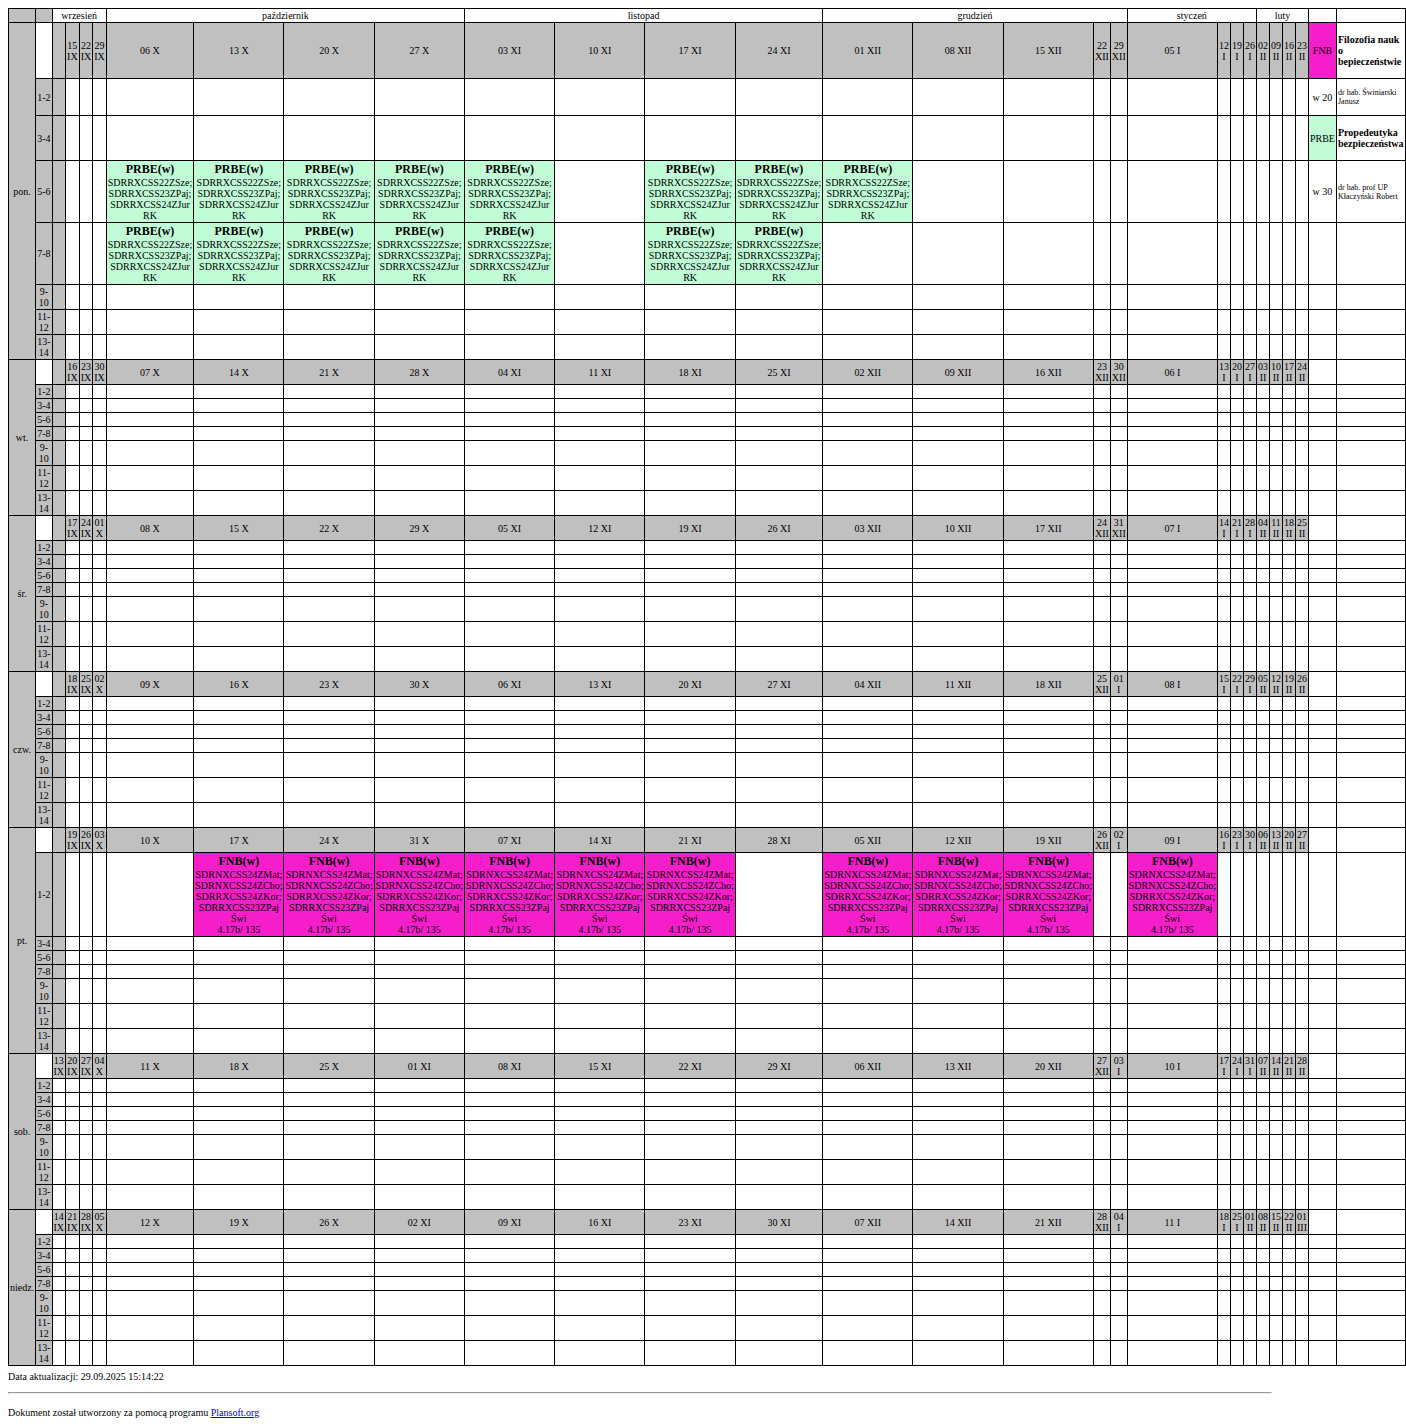 wrzesień październik listopad grudzień styczeń luty
pon. 15 IX 22 IX 29 IX 06 X 13 X 20 X 27 X 03 XI 10 XI 17 XI 24 XI 01 XII 08 XII 15 XII 22 XII 29 XII 05 I 12 I 19 I 26 I 02 II 09 II 16 II 23 II FNB Filozofia nauk o bepieczeństwie
1-2 w 20 dr hab. Świniarski Janusz
3-4 PRBE Propedeutyka bezpieczeństwa
5-6 w 30 dr hab. prof UP Kłaczyński Robert
PRBE(w) PRBE(w) PRBE(w) PRBE(w) PRBE(w) PRBE(w) PRBE(w) PRBE(w)
SDRRXCSS22ZSze; SDRRXCSS22ZSze; SDRRXCSS22ZSze; SDRRXCSS22ZSze; SDRRXCSS22ZSze; SDRRXCSS22ZSze; SDRRXCSS22ZSze; SDRRXCSS22ZSze;
SDRRXCSS23ZPaj; SDRRXCSS23ZPaj; SDRRXCSS23ZPaj; SDRRXCSS23ZPaj; SDRRXCSS23ZPaj; SDRRXCSS23ZPaj; SDRRXCSS23ZPaj; SDRRXCSS23ZPaj;
SDRRXCSS24ZJur SDRRXCSS24ZJur SDRRXCSS24ZJur SDRRXCSS24ZJur SDRRXCSS24ZJur SDRRXCSS24ZJur SDRRXCSS24ZJur SDRRXCSS24ZJur
RK RK RK RK RK RK RK RK
7-8
PRBE(w) PRBE(w) PRBE(w) PRBE(w) PRBE(w) PRBE(w) PRBE(w)
SDRRXCSS22ZSze; SDRRXCSS22ZSze; SDRRXCSS22ZSze; SDRRXCSS22ZSze; SDRRXCSS22ZSze; SDRRXCSS22ZSze; SDRRXCSS22ZSze;
SDRRXCSS23ZPaj; SDRRXCSS23ZPaj; SDRRXCSS23ZPaj; SDRRXCSS23ZPaj; SDRRXCSS23ZPaj; SDRRXCSS23ZPaj; SDRRXCSS23ZPaj;
SDRRXCSS24ZJur SDRRXCSS24ZJur SDRRXCSS24ZJur SDRRXCSS24ZJur SDRRXCSS24ZJur SDRRXCSS24ZJur SDRRXCSS24ZJur
RK RK RK RK RK RK RK
9-10
11-12
13-14
wt. 16 IX 23 IX 30 IX 07 X 14 X 21 X 28 X 04 XI 11 XI 18 XI 25 XI 02 XII 09 XII 16 XII 23 XII 30 XII 06 I 13 I 20 I 27 I 03 II 10 II 17 II 24 II
1-2
3-4
5-6
7-8
9-10
11-12
13-14
śr. 17 IX 24 IX 01 X 08 X 15 X 22 X 29 X 05 XI 12 XI 19 XI 26 XI 03 XII 10 XII 17 XII 24 XII 31 XII 07 I 14 I 21 I 28 I 04 II 11 II 18 II 25 II
1-2
3-4
5-6
7-8
9-10
11-12
13-14
czw. 18 IX 25 IX 02 X 09 X 16 X 23 X 30 X 06 XI 13 XI 20 XI 27 XI 04 XII 11 XII 18 XII 25 XII 01 I 08 I 15 I 22 I 29 I 05 II 12 II 19 II 26 II
1-2
3-4
5-6
7-8
9-10
11-12
13-14
pt. 19 IX 26 IX 03 X 10 X 17 X 24 X 31 X 07 XI 14 XI 21 XI 28 XI 05 XII 12 XII 19 XII 26 XII 02 I 09 I 16 I 23 I 30 I 06 II 13 II 20 II 27 II
1-2
FNB(w) FNB(w) FNB(w) FNB(w) FNB(w) FNB(w) FNB(w) FNB(w) FNB(w) FNB(w)
SDRNXCSS24ZMat; SDRNXCSS24ZMat; SDRNXCSS24ZMat; SDRNXCSS24ZMat; SDRNXCSS24ZMat; SDRNXCSS24ZMat; SDRNXCSS24ZMat; SDRNXCSS24ZMat; SDRNXCSS24ZMat; SDRNXCSS24ZMat;
SDRNXCSS24ZCho; SDRNXCSS24ZCho; SDRNXCSS24ZCho; SDRNXCSS24ZCho; SDRNXCSS24ZCho; SDRNXCSS24ZCho; SDRNXCSS24ZCho; SDRNXCSS24ZCho; SDRNXCSS24ZCho; SDRNXCSS24ZCho;
SDRRXCSS24ZKor; SDRRXCSS24ZKor; SDRRXCSS24ZKor; SDRRXCSS24ZKor; SDRRXCSS24ZKor; SDRRXCSS24ZKor; SDRRXCSS24ZKor; SDRRXCSS24ZKor; SDRRXCSS24ZKor; SDRRXCSS24ZKor;
SDRRXCSS23ZPaj SDRRXCSS23ZPaj SDRRXCSS23ZPaj SDRRXCSS23ZPaj SDRRXCSS23ZPaj SDRRXCSS23ZPaj SDRRXCSS23ZPaj SDRRXCSS23ZPaj SDRRXCSS23ZPaj SDRRXCSS23ZPaj
Świ Świ Świ Świ Świ Świ Świ Świ Świ Świ
4.17b/ 135 4.17b/ 135 4.17b/ 135 4.17b/ 135 4.17b/ 135 4.17b/ 135 4.17b/ 135 4.17b/ 135 4.17b/ 135 4.17b/ 135
3-4
5-6
7-8
9-10
11-12
13-14
sob. 13 IX 20 IX 27 IX 04 X 11 X 18 X 25 X 01 XI 08 XI 15 XI 22 XI 29 XI 06 XII 13 XII 20 XII 27 XII 03 I 10 I 17 I 24 I 31 I 07 II 14 II 21 II 28 II
1-2
3-4
5-6
7-8
9-10
11-12
13-14
niedz. 14 IX 21 IX 28 IX 05 X 12 X 19 X 26 X 02 XI 09 XI 16 XI 23 XI 30 XI 07 XII 14 XII 21 XII 28 XII 04 I 11 I 18 I 25 I 01 II 08 II 15 II 22 II 01 III
1-2
3-4
5-6
7-8
9-10
11-12
13-14
Data aktualizacji: 29.09.2025 15:14:22
Dokument został utworzony za pomocą programu Plansoft.org